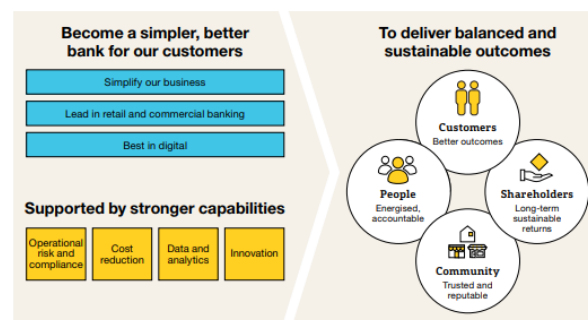 Become a simpler, better
bank for our customers
Simplify our business
Lead in retail and commercial banking
Best in digital
Supported by stronger capabilities
Operational
risk and
compliance
Cost
reduction
Data and
analytics
Innovation
To deliver balanced and
sustainable outcomes
Customers
Better outcomes
People
Energised,
accountable
Shareholders
Long-term
sustainable
returns
Community
Trusted and
reputable